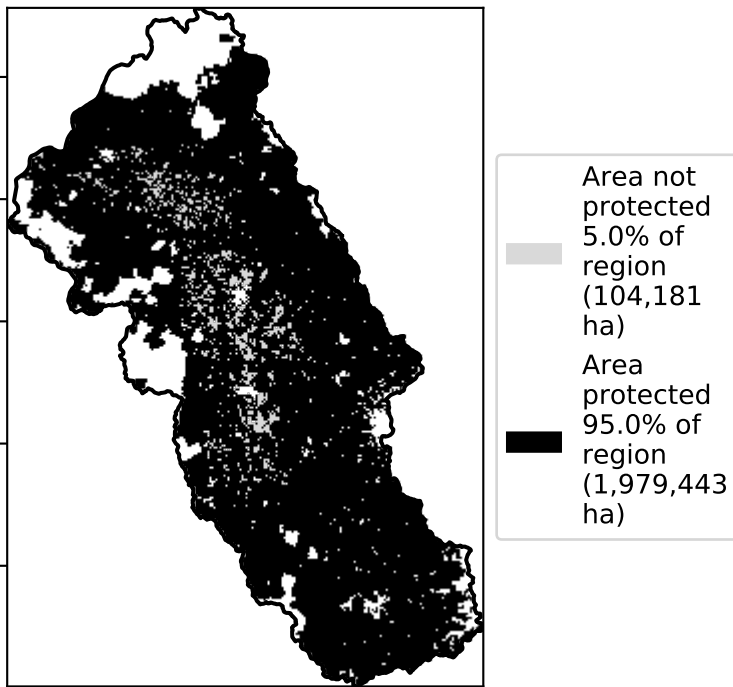 Area not
protected
5.0% of
region
(104,181
ha)
Area
protected
95.0% of
region
(1,979,443
ha)